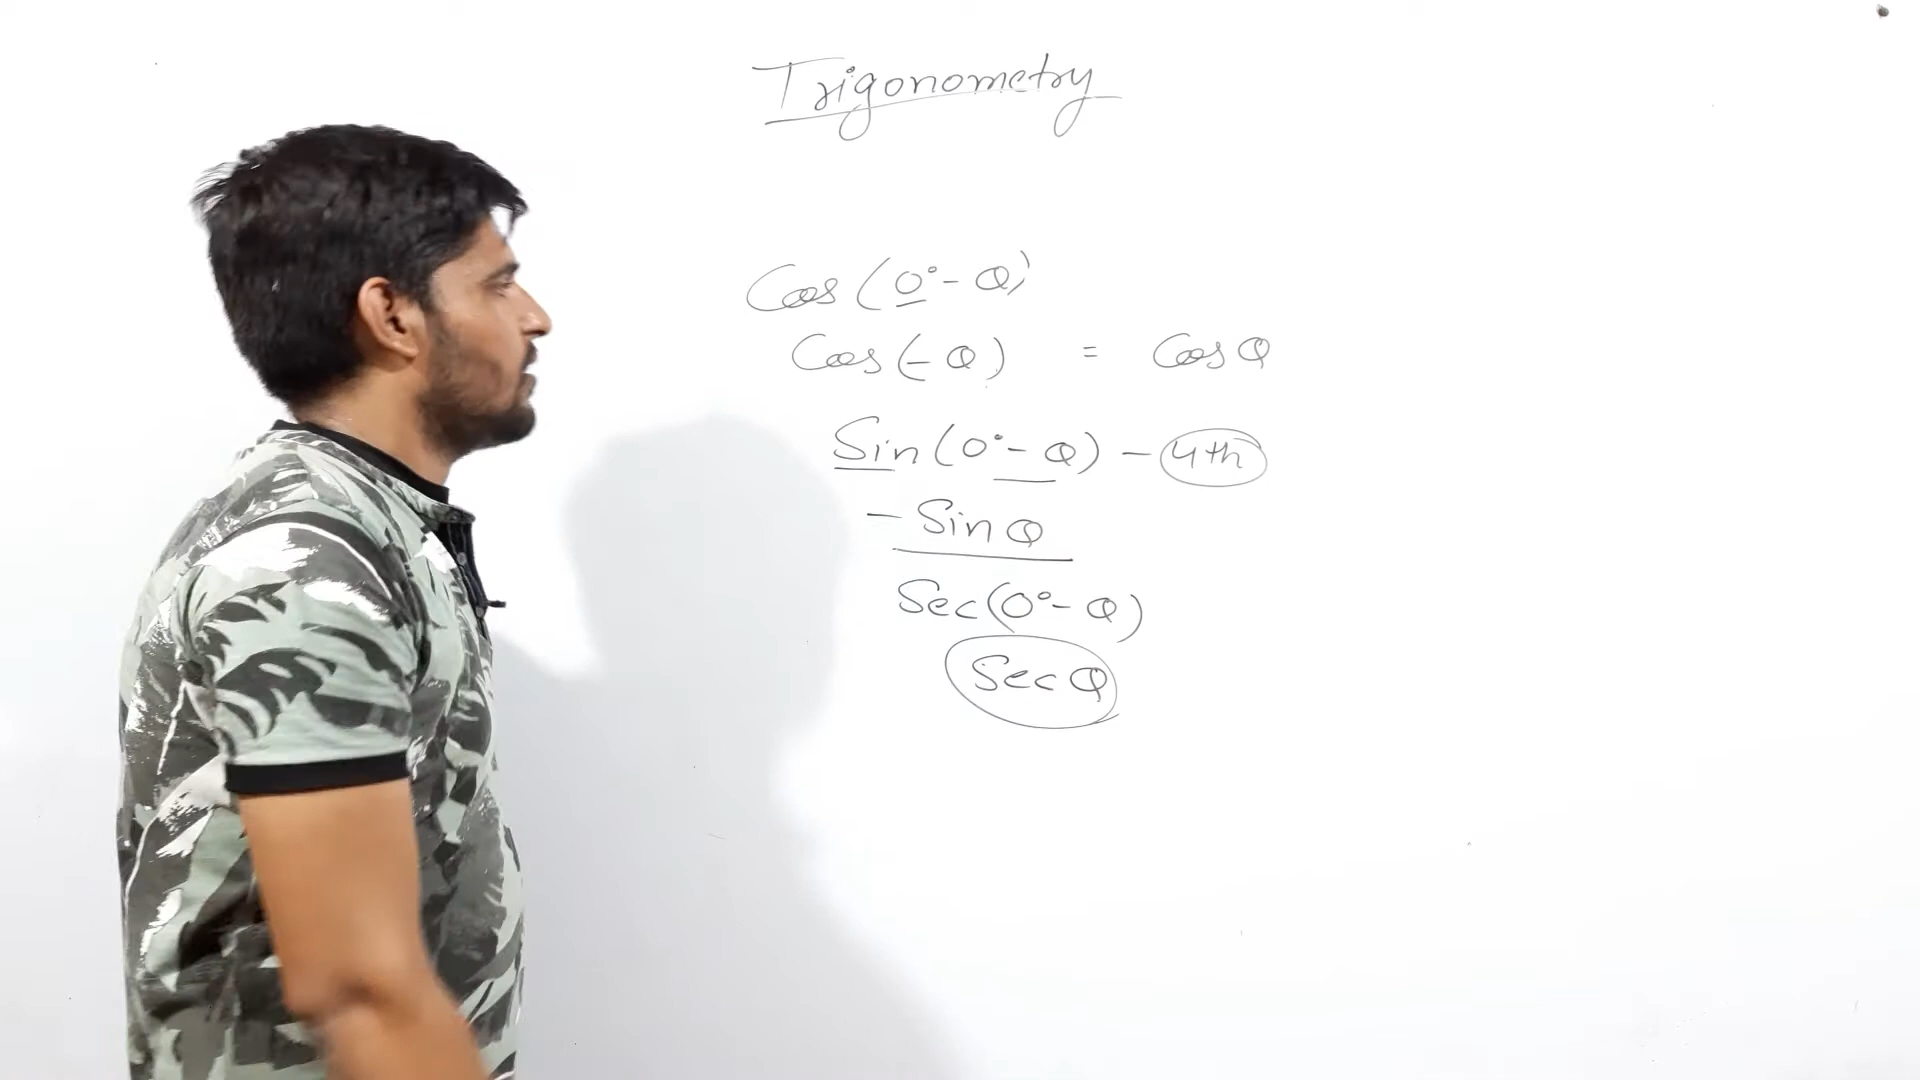 Trigonometry
Cos (0° - θ)
Cos (- θ) = Cos θ
Sin (0° - θ) - 4th
- Sin θ
Sec (0° - θ)
Sec θ